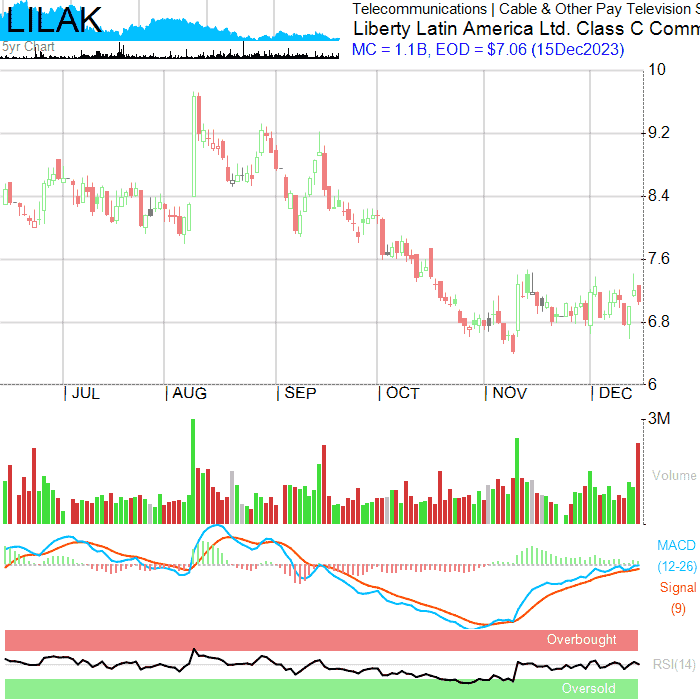 LILAK
5yr Chart
Telecommunications | Cable & Other Pay Television S
Liberty Latin America Ltd. Class C Comm
MC = 1.1B, EOD = $7.06 (15Dec2023)
10
9.2
8.4
7.6
6.8
6
| JUL | AUG | SEP | OCT | NOV | DEC
3M
Volume
MACD
(12-26)
Signal
(9)
Overbought
RSI(14)
Oversold